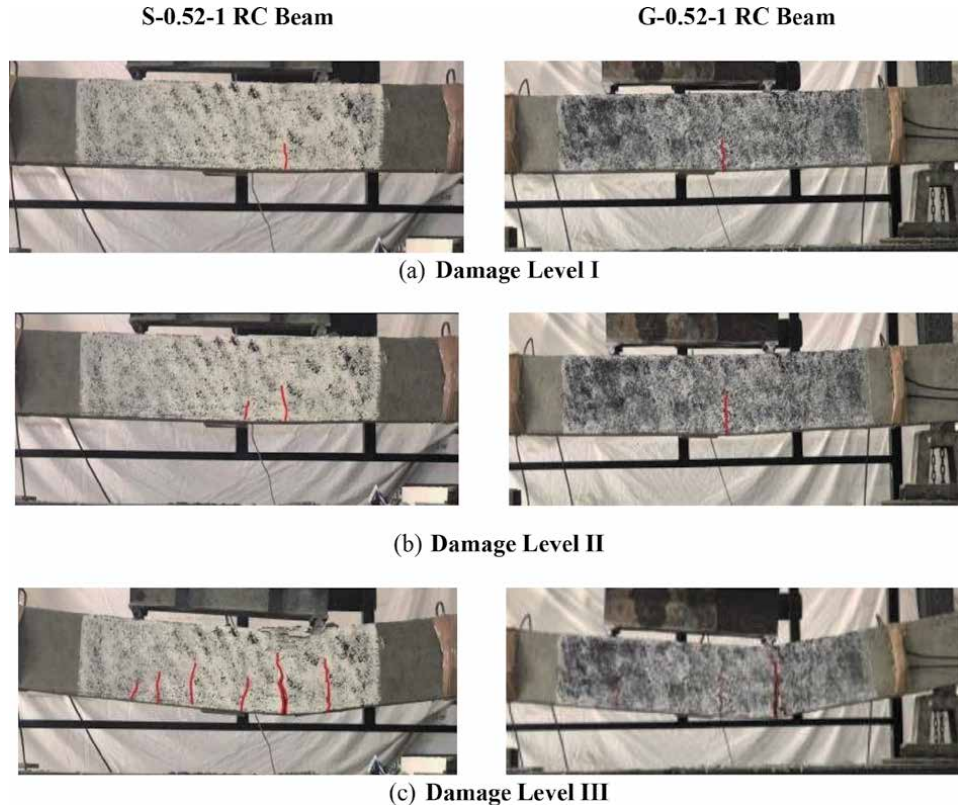 S-0.52-1 RC Beam
G-0.52-1 RC Beam
(a) Damage Level I
(b) Damage Level II
(c) Damage Level III